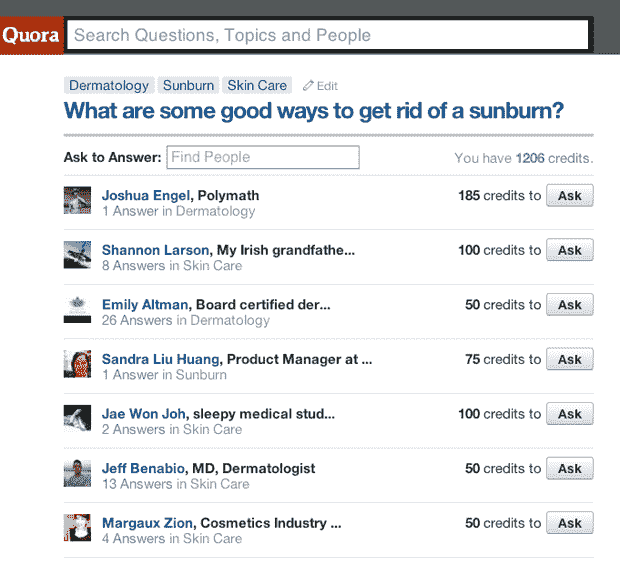 Quora Search Questions, Topics and People
Dermatology Sunburn Skin Care Edit
What are some good ways to get rid of a sunburn?
Ask to Answer: Find People You have 1206 credits.
Joshua Engel, Polymath 185 credits to Ask
1 Answer in Dermatology
Shannon Larson, My Irish grandfathe... 100 credits to Ask
8 Answers in Skin Care
Emily Altman, Board certified der... 50 credits to Ask
26 Answers in Dermatology
Sandra Liu Huang, Product Manager at ... 75 credits to Ask
1 Answer in Sunburn
Jae Won Joh, sleepy medical stud... 100 credits to Ask
2 Answers in Skin Care
Jeff Benabio, MD, Dermatologist 50 credits to Ask
13 Answers in Skin Care
Margaux Zion, Cosmetics Industry ... 50 credits to Ask
4 Answers in Skin Care